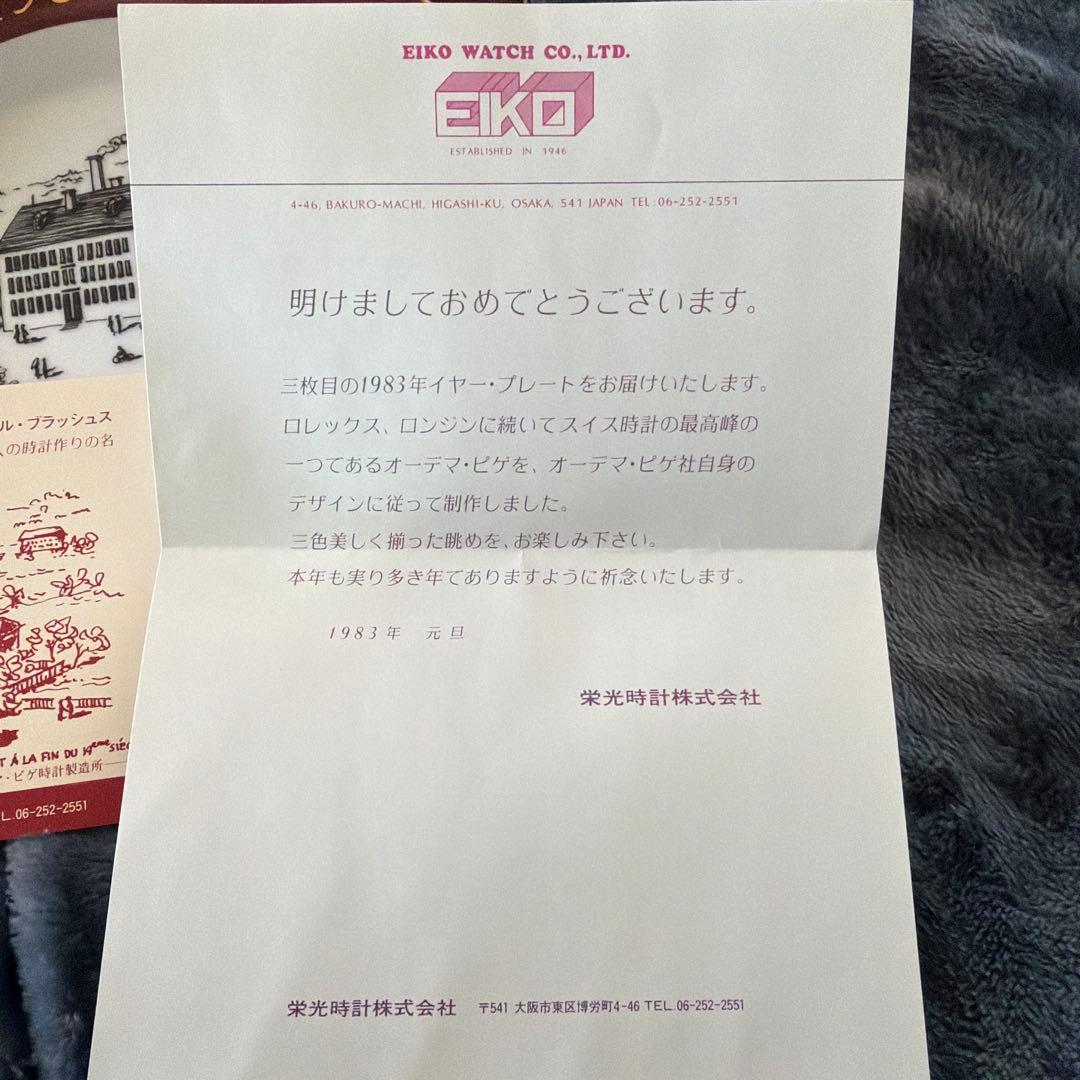 EIKO WATCH CO., LTD.
EIKO
ESTABLISHED IN 1946
4-46, BAKURO-MACHI, HIGASHI-KU, OSAKA, 541 JAPAN TEL:06-252-2551
明けましておめでとうございます。
三枚目の1983年イヤー・プレートをお届けいたします。
ロレックス、ロンジンに続いてスイス時計の最高峰の
一つであるオーデマ・ピゲを、オーデマ・ピゲ社自身の
デザインに従って制作しました。
三色美しく揃った眺めを、お楽しみ下さい。
本年も実り多き年でありますように祈念いたします。
1983年 元旦
栄光時計株式会社
栄光時計株式会社 〒541 大阪市東区博労町4-46 TEL.06-252-2551
ル・ブラッシュス
の時計作りの名
T À LA FIN DU 19ème SIÈC
・ピゲ時計製造所
L.06-252-2551